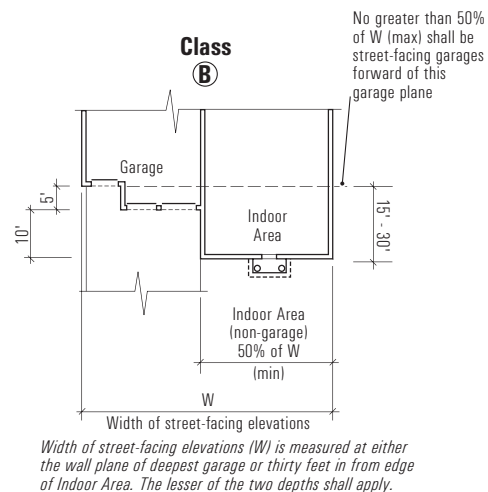 No greater than 50%
of W (max) shall be
street-facing garages
forward of this
garage plane
Class
B
Garage
5'
10'
Indoor
Area
15' - 30'
Indoor Area
(non-garage)
50% of W
(min)
W
Width of street-facing elevations
Width of street-facing elevations (W) is measured at either
the wall plane of deepest garage or thirty feet in from edge
of Indoor Area. The lesser of the two depths shall apply.